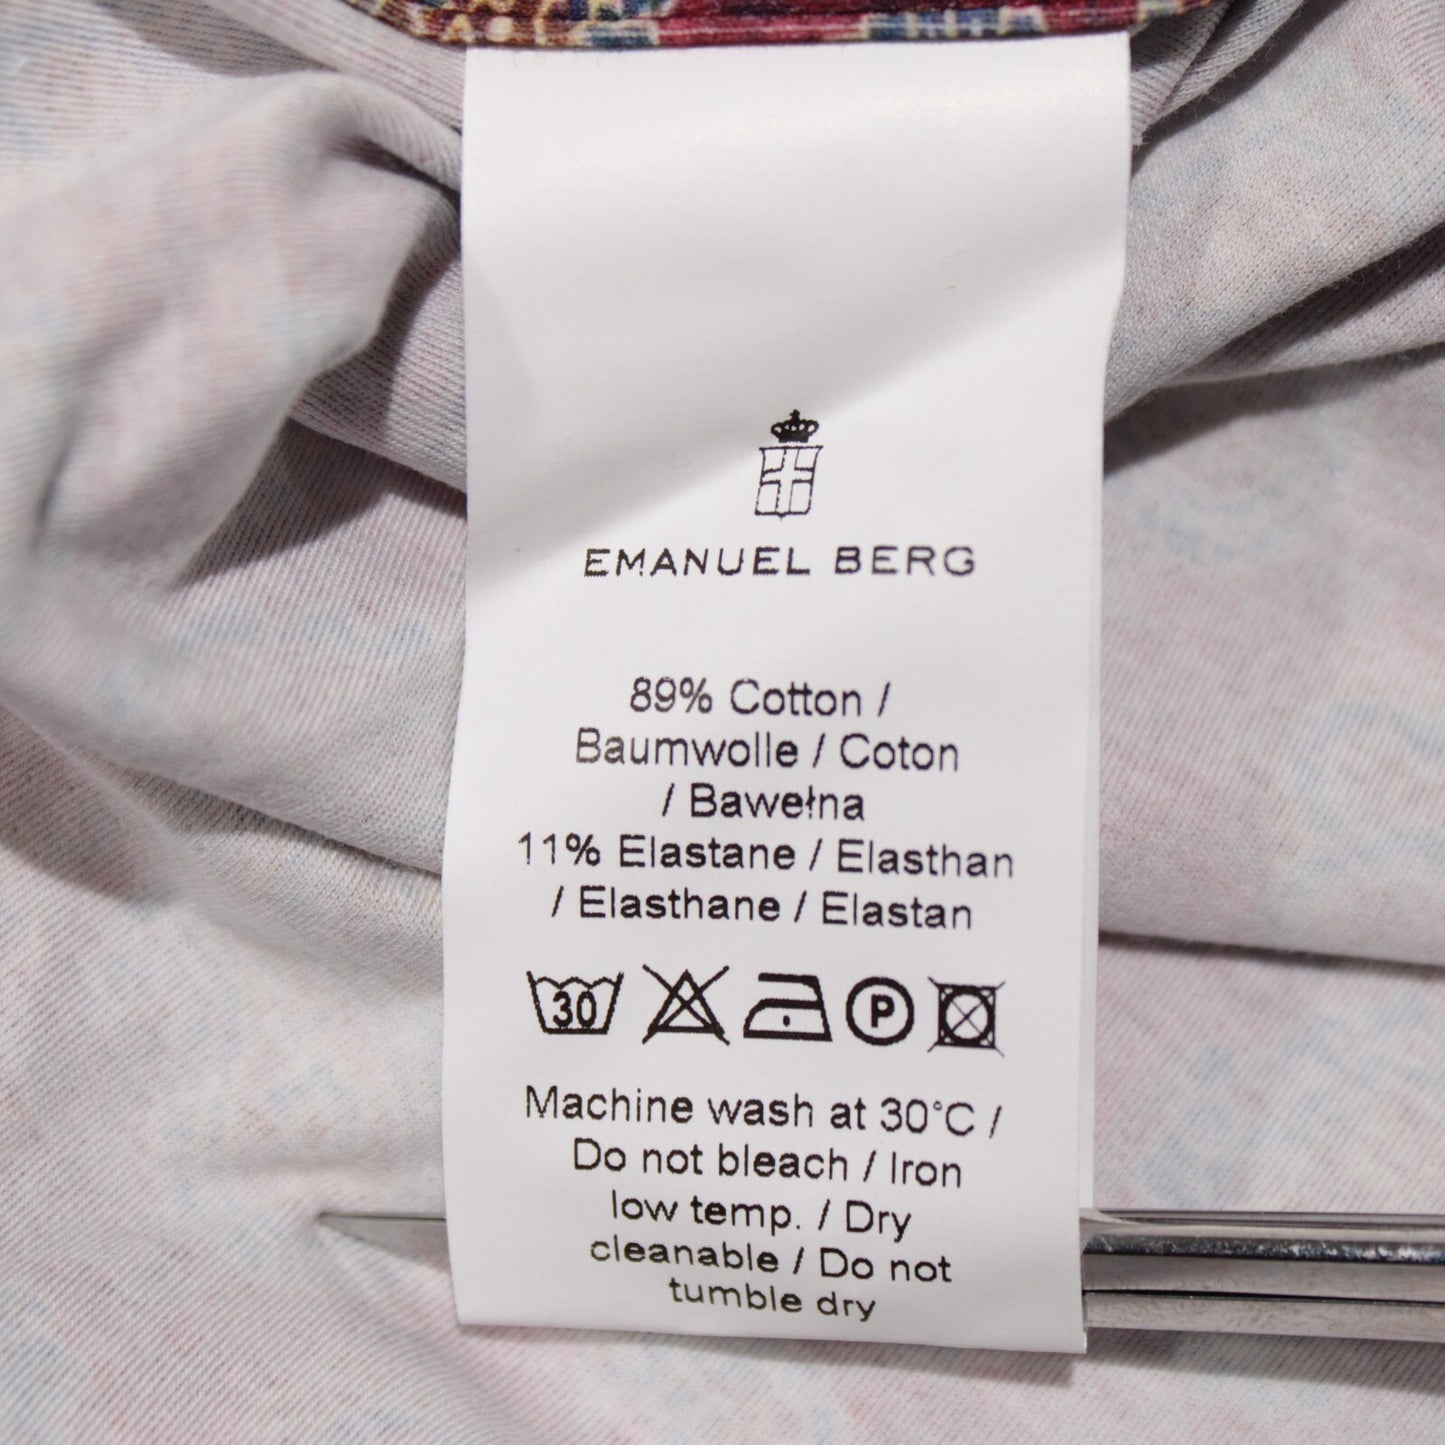 EMANUEL BERG
89% Cotton /
Baumwolle / Coton
/ Bawełna
11% Elastane / Elasthan
/ Elasthane / Elastan
30 P
Machine wash at 30°C /
Do not bleach / Iron
low temp. / Dry
cleanable / Do not
tumble dry